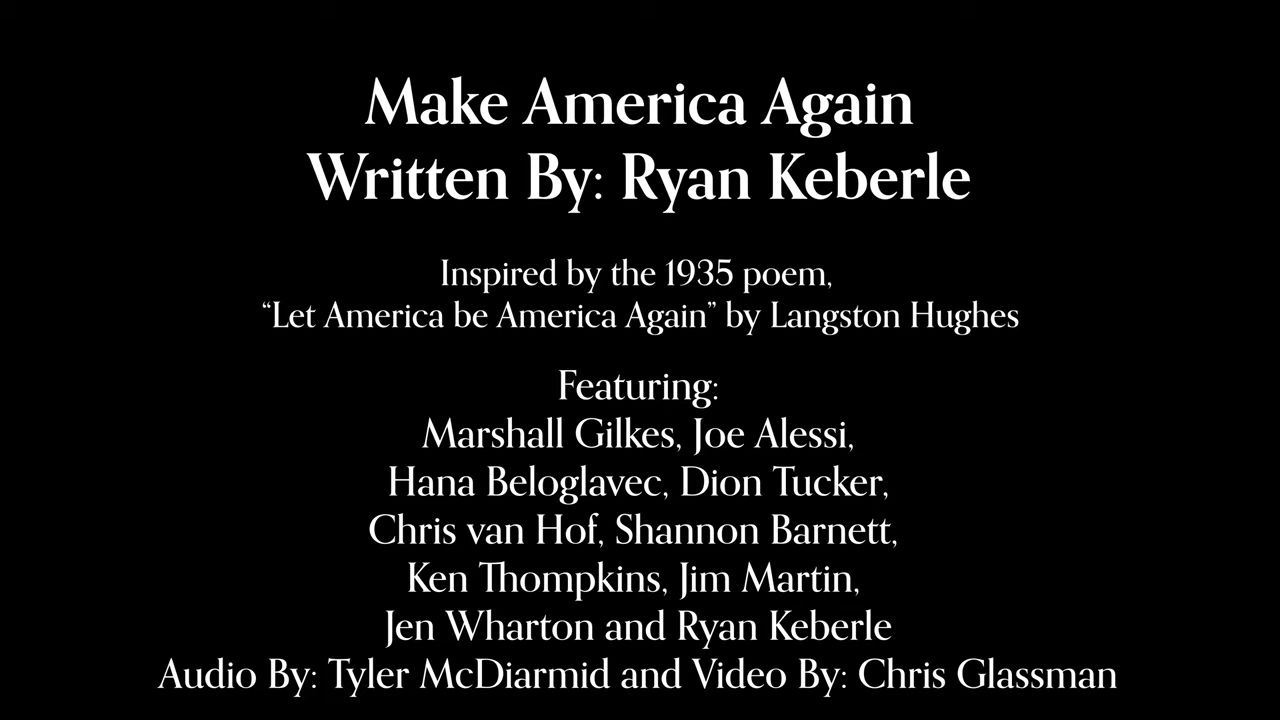 Make America Again
Written By: Ryan Keberle
Inspired by the 1935 poem,
“Let America be America Again” by Langston Hughes
Featuring:
Marshall Gilkes, Joe Alessi,
Hana Beloglavec, Dion Tucker,
Chris van Hof, Shannon Barnett,
Ken Thompkins, Jim Martin,
Jen Wharton and Ryan Keberle
Audio By: Tyler McDiarmid and Video By: Chris Glassman